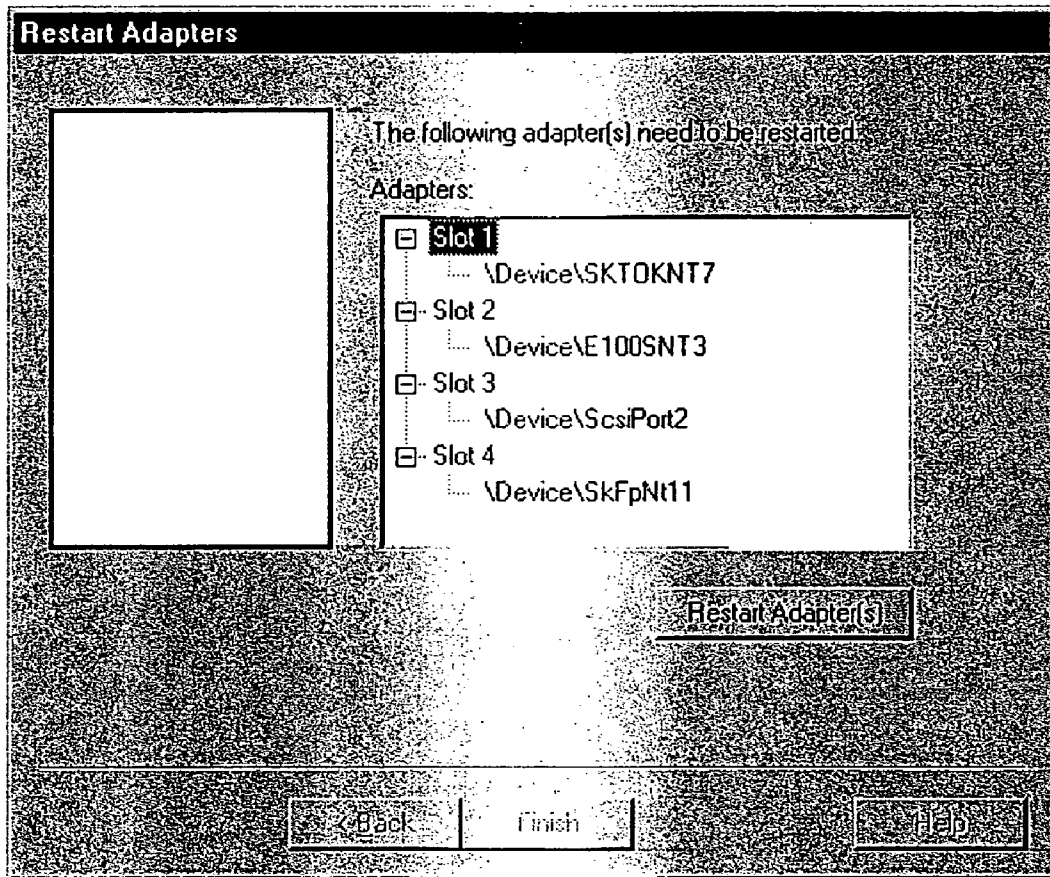 Restart Adapters
The following adapter(s) need to be restarted.
Adapters:
Slot 1
\Device\SKTOKNT7
Slot 2
\Device\E100SNT3
Slot 3
\Device\ScsiPort2
Slot 4
\Device\SkFpNt11
Restart Adapter(s)
< Back
Finish
Help